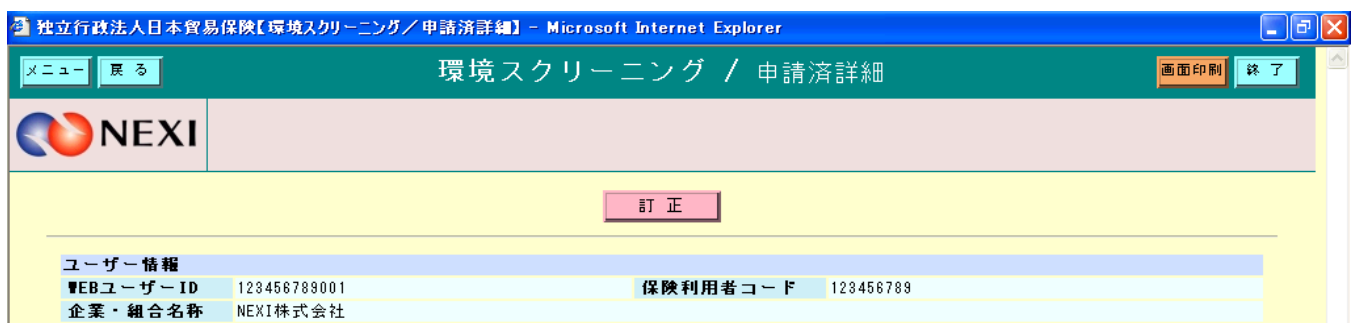 独立行政法人日本貿易保険【環境スクリーニング／申請済詳細】 - Microsoft Internet Explorer
メニュー 戻 る 環境スクリーニング / 申請済詳細 画面印刷 終 了
NEXI
訂 正
ユーザー情報
WEBユーザーID 123456789001 保険利用者コード 123456789
企業・組合名称 NEXI株式会社